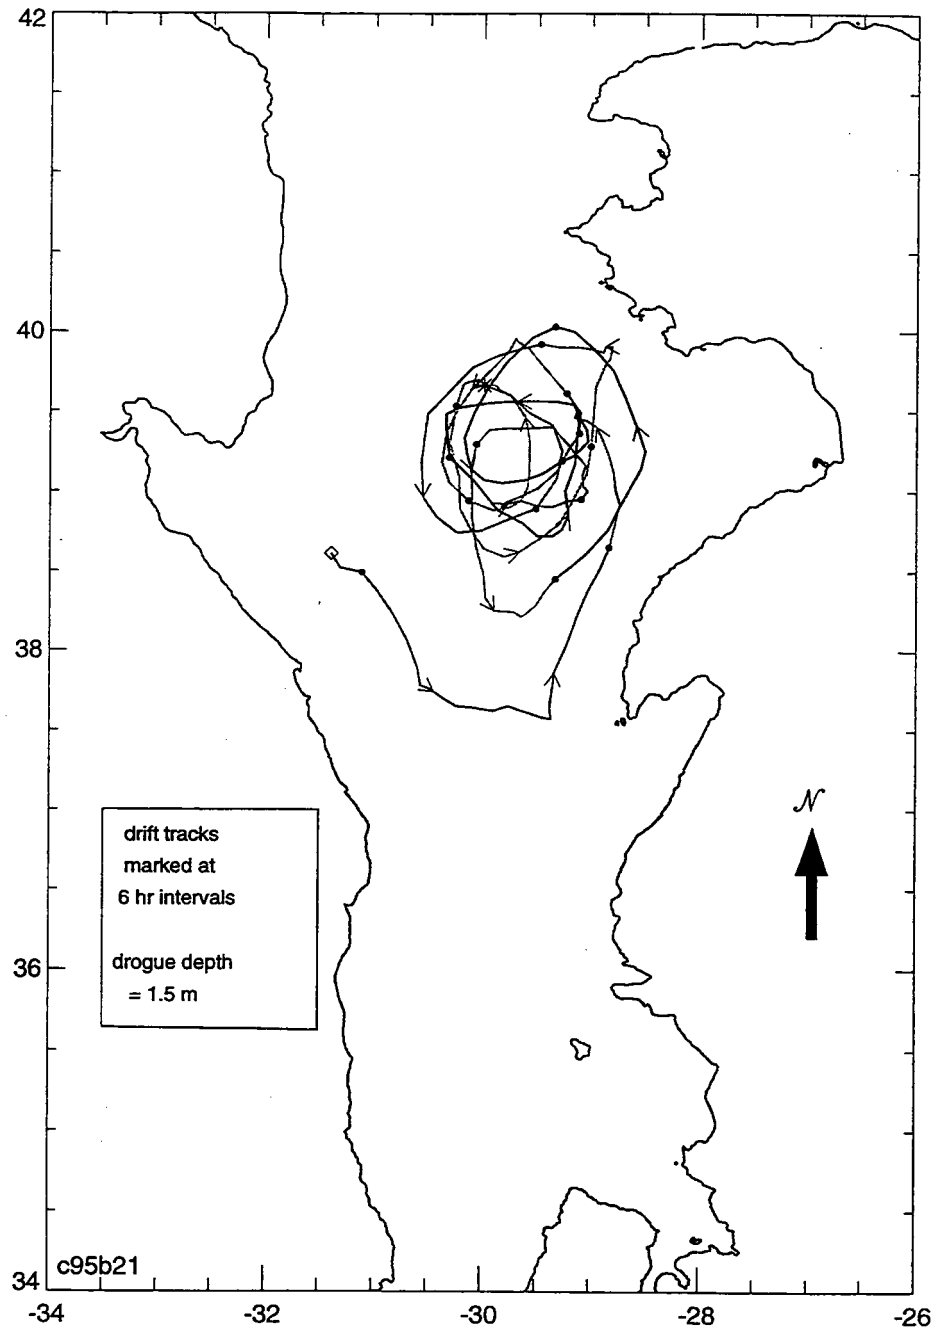 42
40
38
36
34
drift tracks
marked at
6 hr intervals
drogue depth
= 1.5 m
N
c95b21
-34 -32 -30 -28 -26